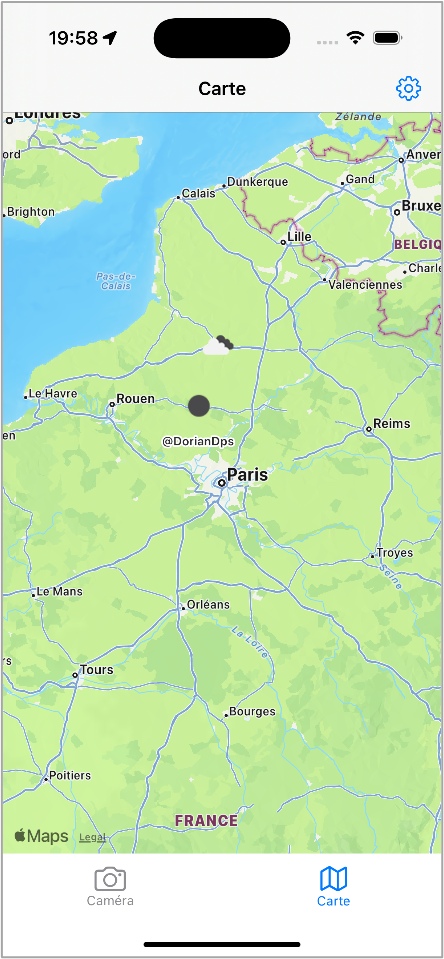 19:58
Carte
Londres
Zélande
ord
Anver
Dunkerque
Gand
Calais
Bruxe
Brighton
Lille
BELGIQ
Charle
Valenciennes
Pas-de-
Calais
Le Havre
Rouen
Reims
en
@DorianDps
Paris
Troyes
Seine
Le Mans
Orléans
La Loire
rs
Tours
Bourges
Poitiers
FRANCE
Maps
Legal
Caméra
Carte